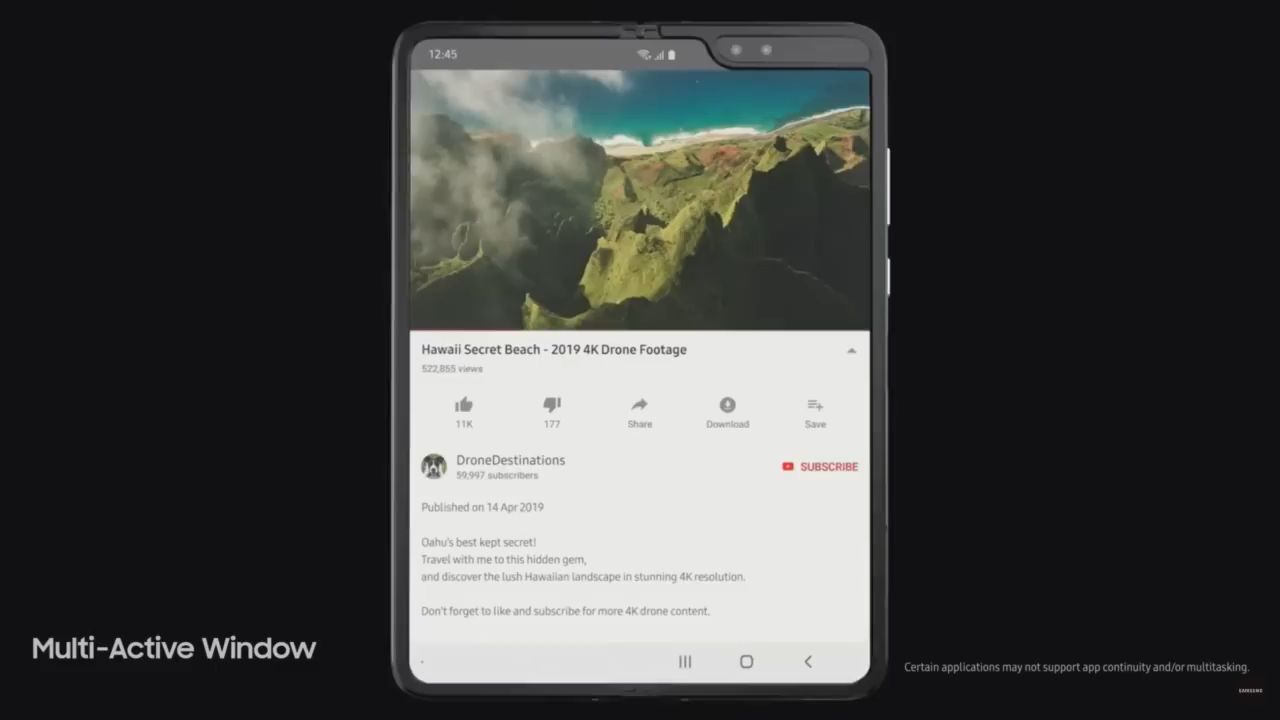 12:45
Hawaii Secret Beach - 2019 4K Drone Footage
522,855 views
11K
177
Share
Download
Save
DroneDestinations
59,997 subscribers
SUBSCRIBE
Published on 14 Apr 2019
Oahu's best kept secret!
Travel with me to this hidden gem,
and discover the lush Hawaiian landscape in stunning 4K resolution.
Don't forget to like and subscribe for more 4K drone content.
Multi-Active Window
Certain applications may not support app continuity and/or multitasking.
SAMSUNG